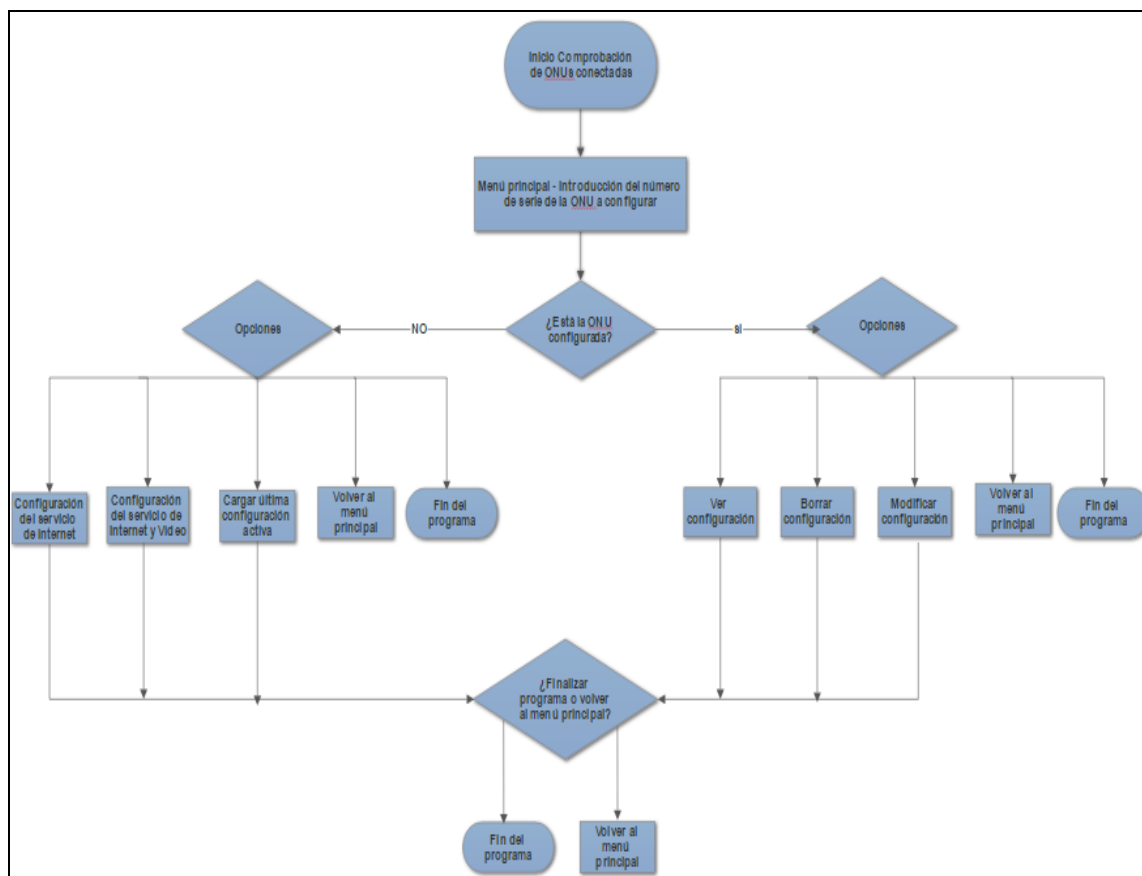 Inicio Comprobación
de ONUs conectadas
Menú principal - Introducción del número
de serie de la ONU a configurar
Opciones
NO
¿Está la ONU
configurada?
si
Opciones
Configuración
del servicio
de Internet
Configuración
del servicio de
Internet y Video
Cargar última
configuración
activa
Volver al
menú
principal
Fin del
programa
Ver
configuración
Borrar
configuración
Modificar
configuración
Volver al
menú
principal
Fin del
programa
¿Finalizar
programa o volver
al menú principal?
Fin del
programa
Volver al
menú
principal